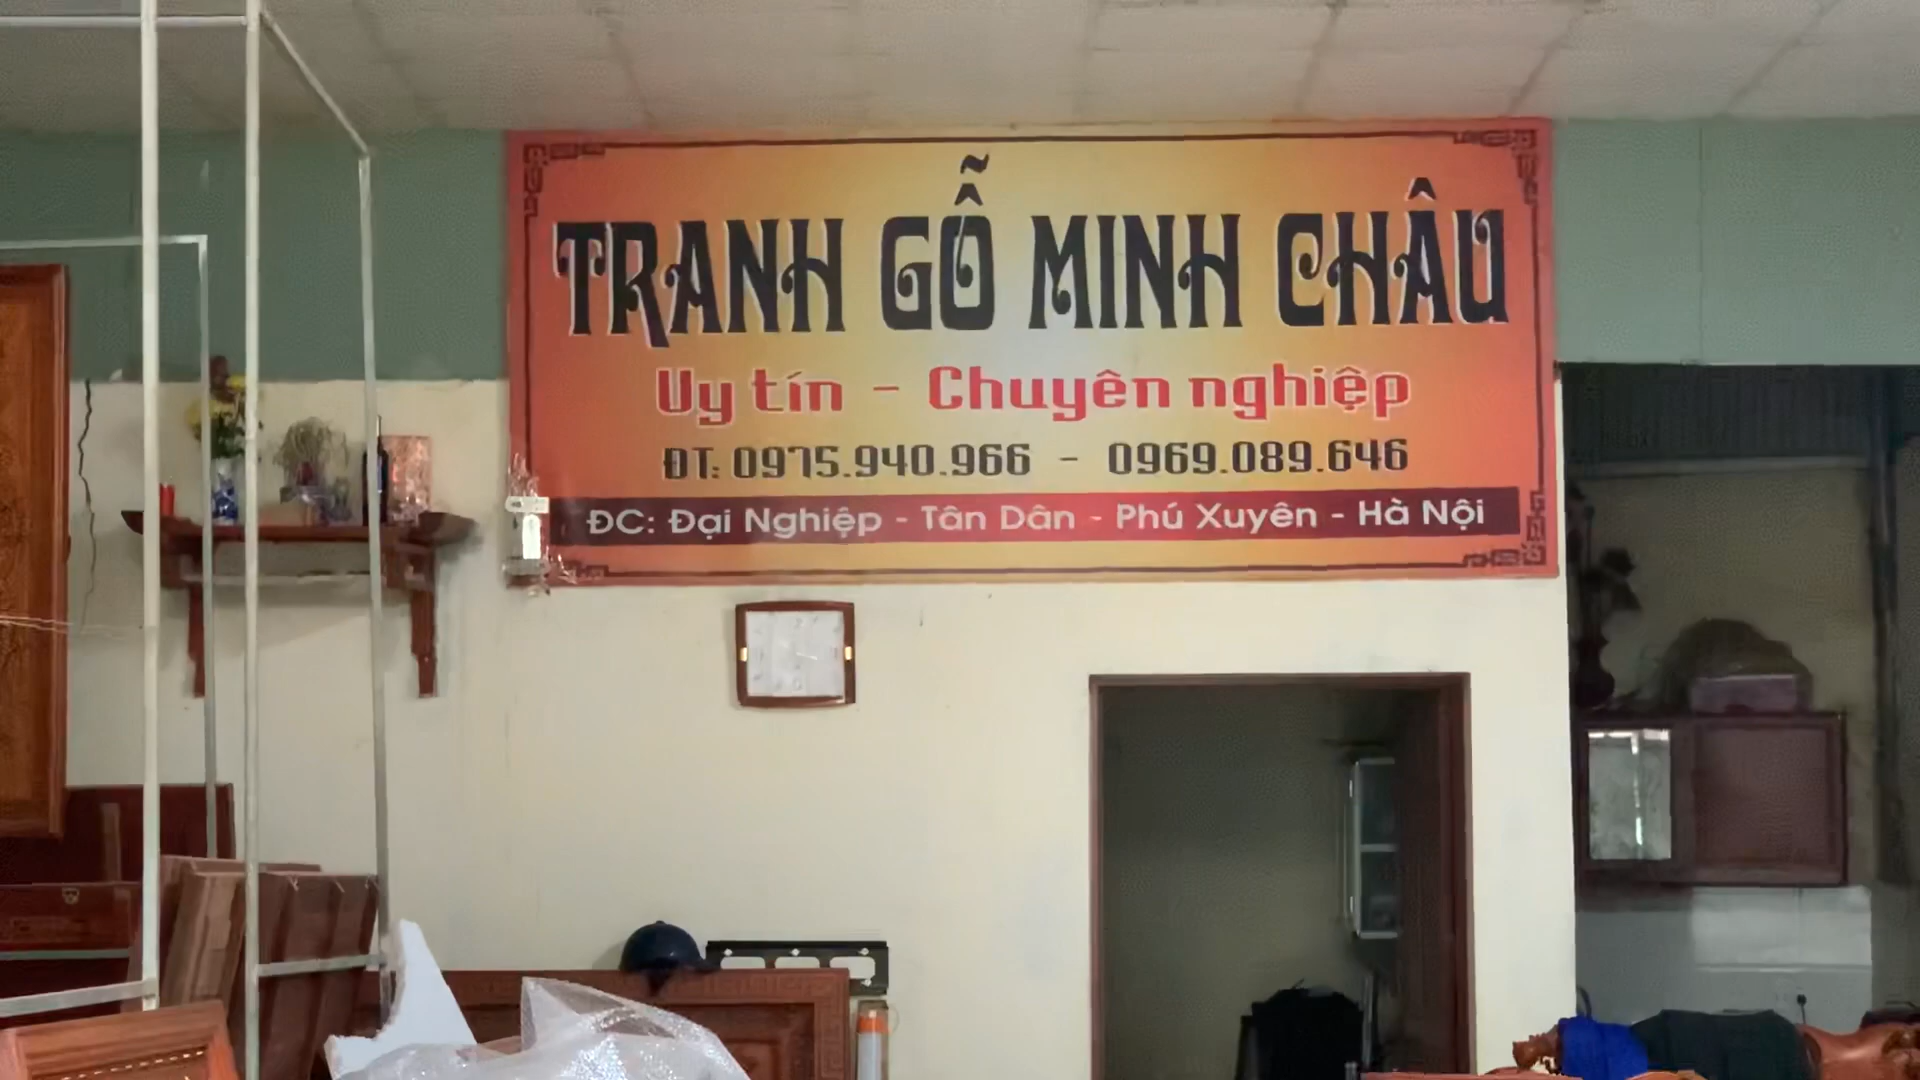 TRANH GỖ MINH CHÂU
Uy tín - Chuyên nghiệp
ĐT: 0975.940.966 - 0969.089.646
ĐC: Đại Nghiệp - Tân Dân - Phú Xuyên - Hà Nội